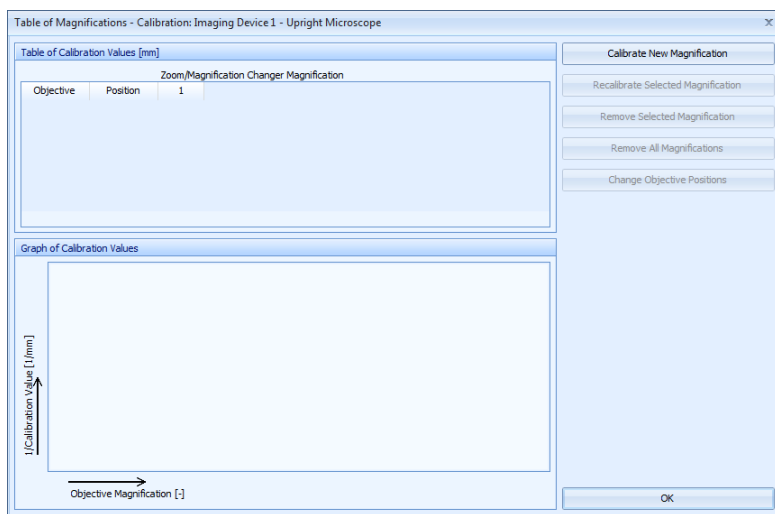 Table of Magnifications - Calibration: Imaging Device 1 - Upright Microscope
x
Table of Calibration Values [mm]
Zoom/Magnification Changer Magnification
Objective Position 1
Calibrate New Magnification
Recalibrate Selected Magnification
Remove Selected Magnification
Remove All Magnifications
Change Objective Positions
Graph of Calibration Values
1/Calibration Value [1/mm]
Objective Magnification [-]
OK